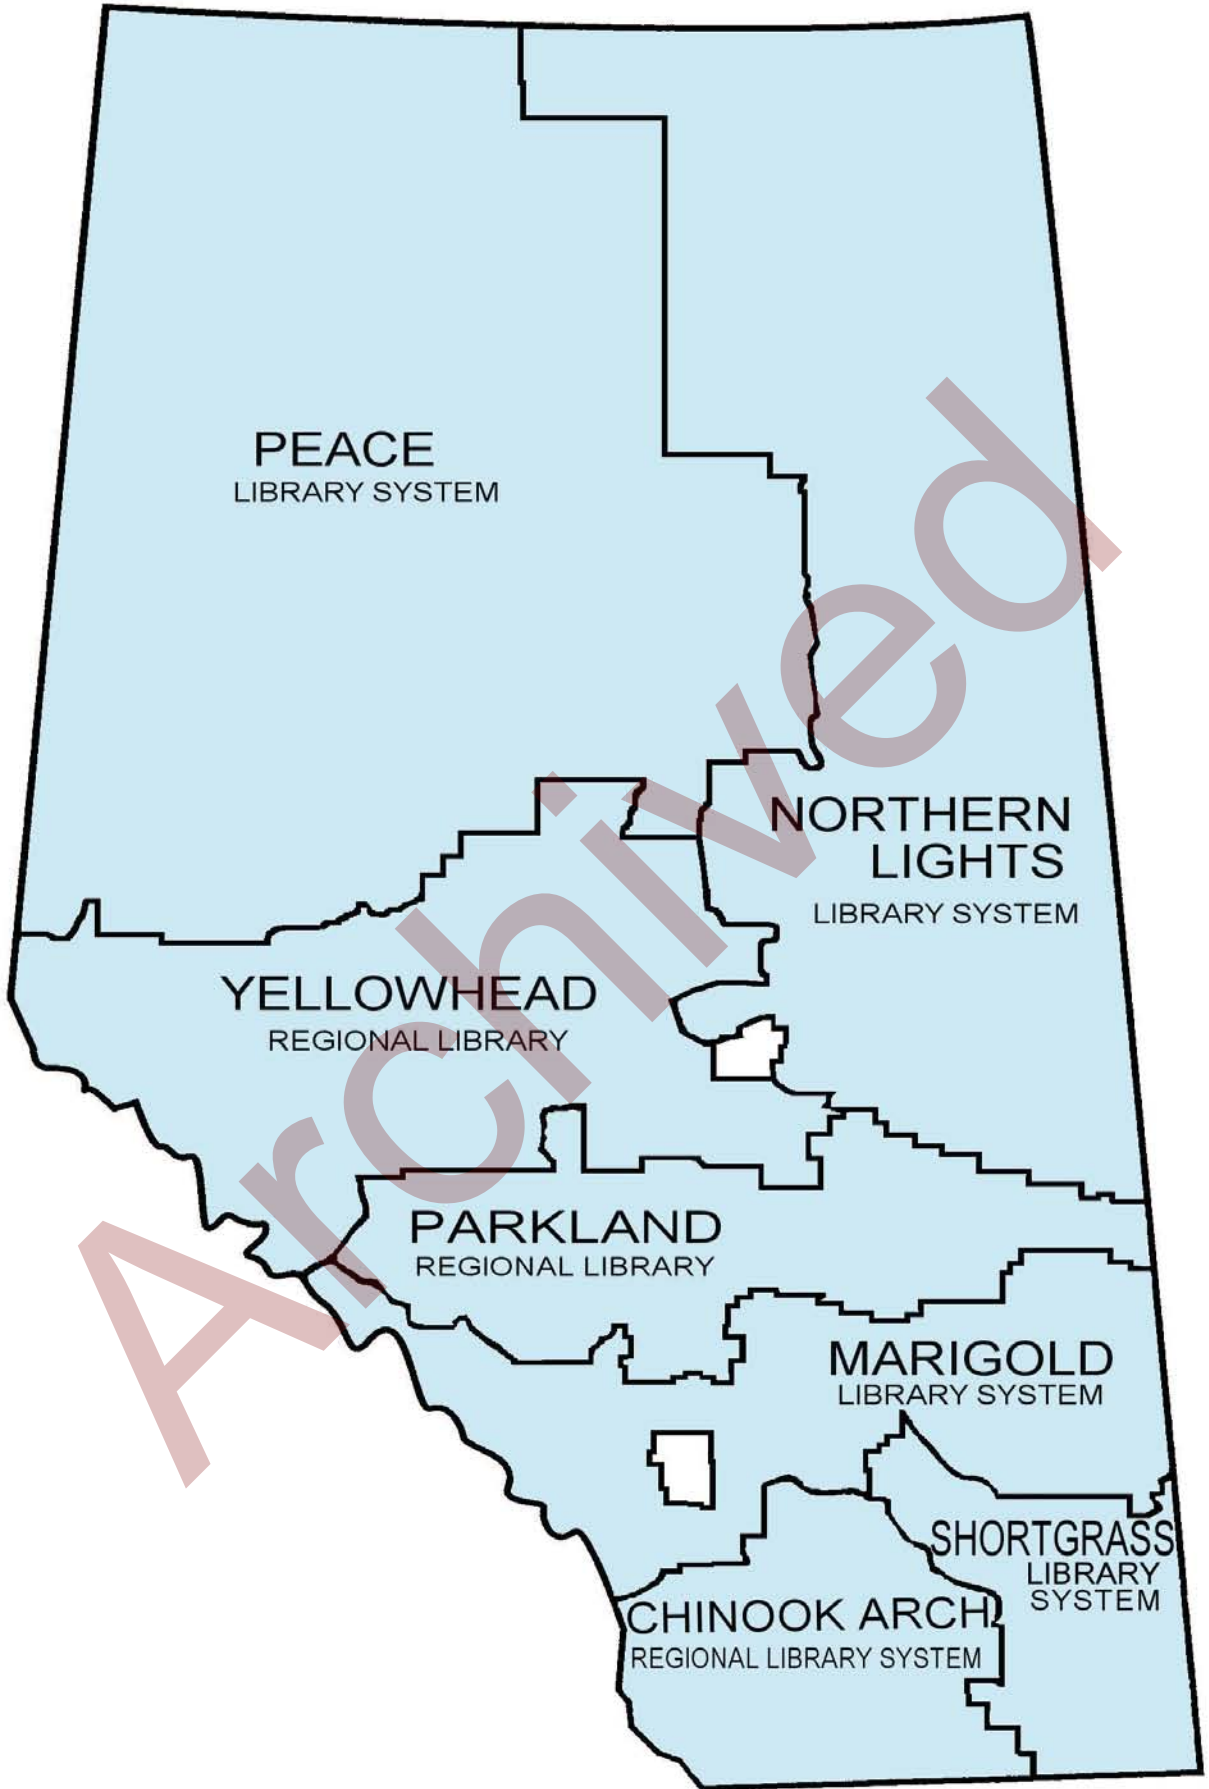 PEACE
LIBRARY SYSTEM
NORTHERN
LIGHTS
LIBRARY SYSTEM
YELLOWHEAD
REGIONAL LIBRARY
PARKLAND
REGIONAL LIBRARY
MARIGOLD
LIBRARY SYSTEM
SHORTGRASS
LIBRARY
SYSTEM
CHINOOK ARCH
REGIONAL LIBRARY SYSTEM
Archived